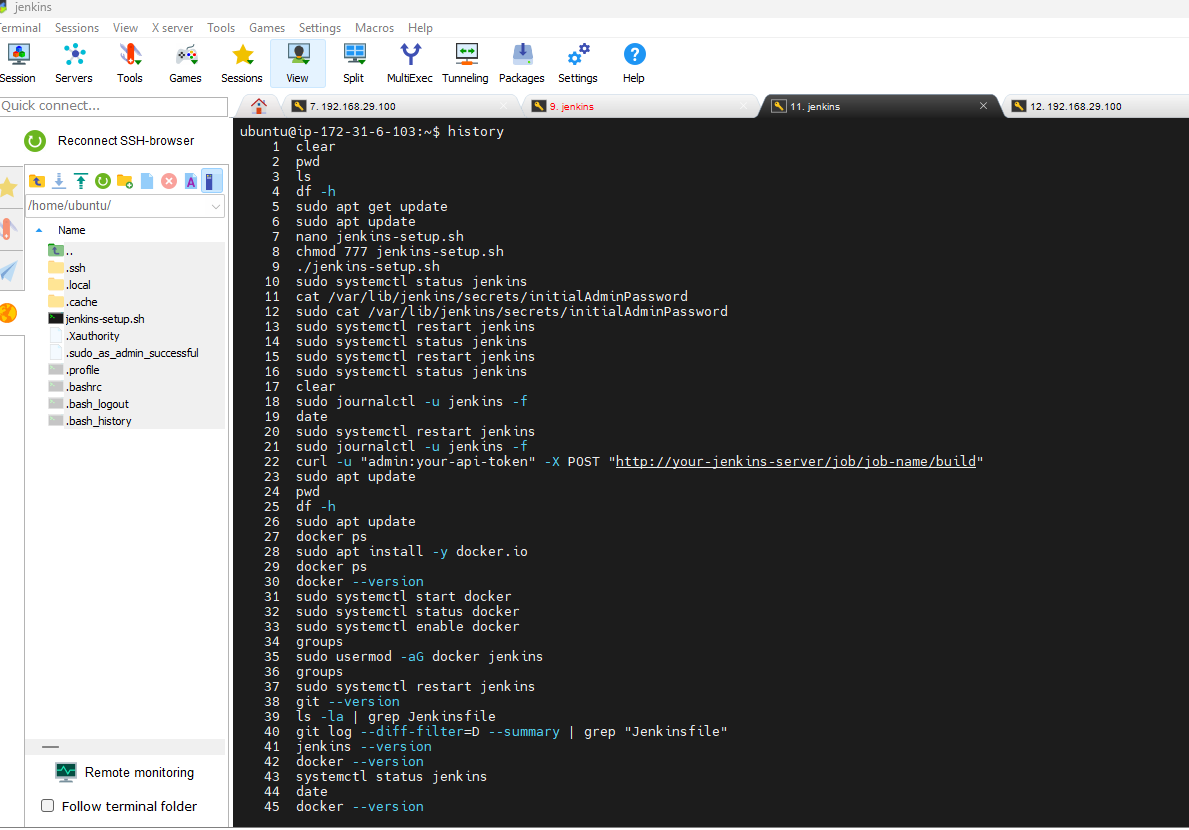 jenkins
Terminal Sessions View X server Tools Games Settings Macros Help
Session Servers Tools Games Sessions View Split MultiExec Tunneling Packages Settings Help
Quick connect...
7. 192.168.29.100
9. jenkins
11. jenkins
12. 192.168.29.100
Reconnect SSH-browser
/home/ubuntu/
Name
..
.ssh
.local
.cache
jenkins-setup.sh
.Xauthority
.sudo_as_admin_successful
.profile
.bashrc
.bash_logout
.bash_history
Remote monitoring
Follow terminal folder
ubuntu@ip-172-31-6-103:~$ history
1 clear
2 pwd
3 ls
4 df -h
5 sudo apt get update
6 sudo apt update
7 nano jenkins-setup.sh
8 chmod 777 jenkins-setup.sh
9 ./jenkins-setup.sh
10 sudo systemctl status jenkins
11 cat /var/lib/jenkins/secrets/initialAdminPassword
12 sudo cat /var/lib/jenkins/secrets/initialAdminPassword
13 sudo systemctl restart jenkins
14 sudo systemctl status jenkins
15 sudo systemctl restart jenkins
16 sudo systemctl status jenkins
17 clear
18 sudo journalctl -u jenkins -f
19 date
20 sudo systemctl restart jenkins
21 sudo journalctl -u jenkins -f
22 curl -u "admin:your-api-token" -X POST "http://your-jenkins-server/job/job-name/build"
23 sudo apt update
24 pwd
25 df -h
26 sudo apt update
27 docker ps
28 sudo apt install -y docker.io
29 docker ps
30 docker --version
31 sudo systemctl start docker
32 sudo systemctl status docker
33 sudo systemctl enable docker
34 groups
35 sudo usermod -aG docker jenkins
36 groups
37 sudo systemctl restart jenkins
38 git --version
39 ls -la | grep Jenkinsfile
40 git log --diff-filter=D --summary | grep "Jenkinsfile"
41 jenkins --version
42 docker --version
43 systemctl status jenkins
44 date
45 docker --version